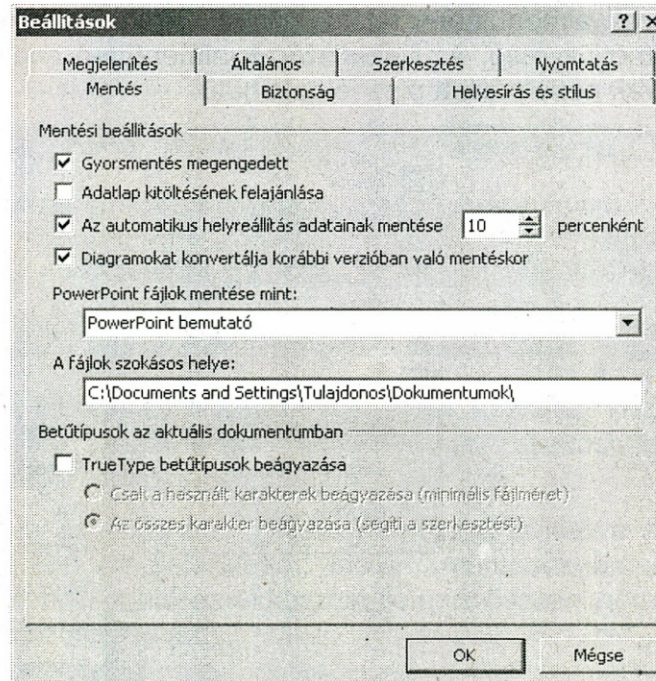 Beállítások
Megjelenítés Általános Szerkesztés Nyomtatás
Mentés Biztonság Helyesírás és stílus
Mentési beállítások
Gyorsmentés megengedett
Adatlap kitöltésének felajánlása
Az automatikus helyreállítás adatainak mentése 10 percenként
Diagramokat konvertálja korábbi verzióban való mentéskor
PowerPoint fájlok mentése mint:
PowerPoint bemutató
A fájlok szokásos helye:
C:\Documents and Settings\Tulajdonos\Dokumentumok\
Betűtípusok az aktuális dokumentumban
TrueType betűtípusok beágyazása
Csak a használt karakterek beágyazása (minimális fájlméret)
Az összes karakter beágyazása (segíti a szerkesztést)
OK Mégse